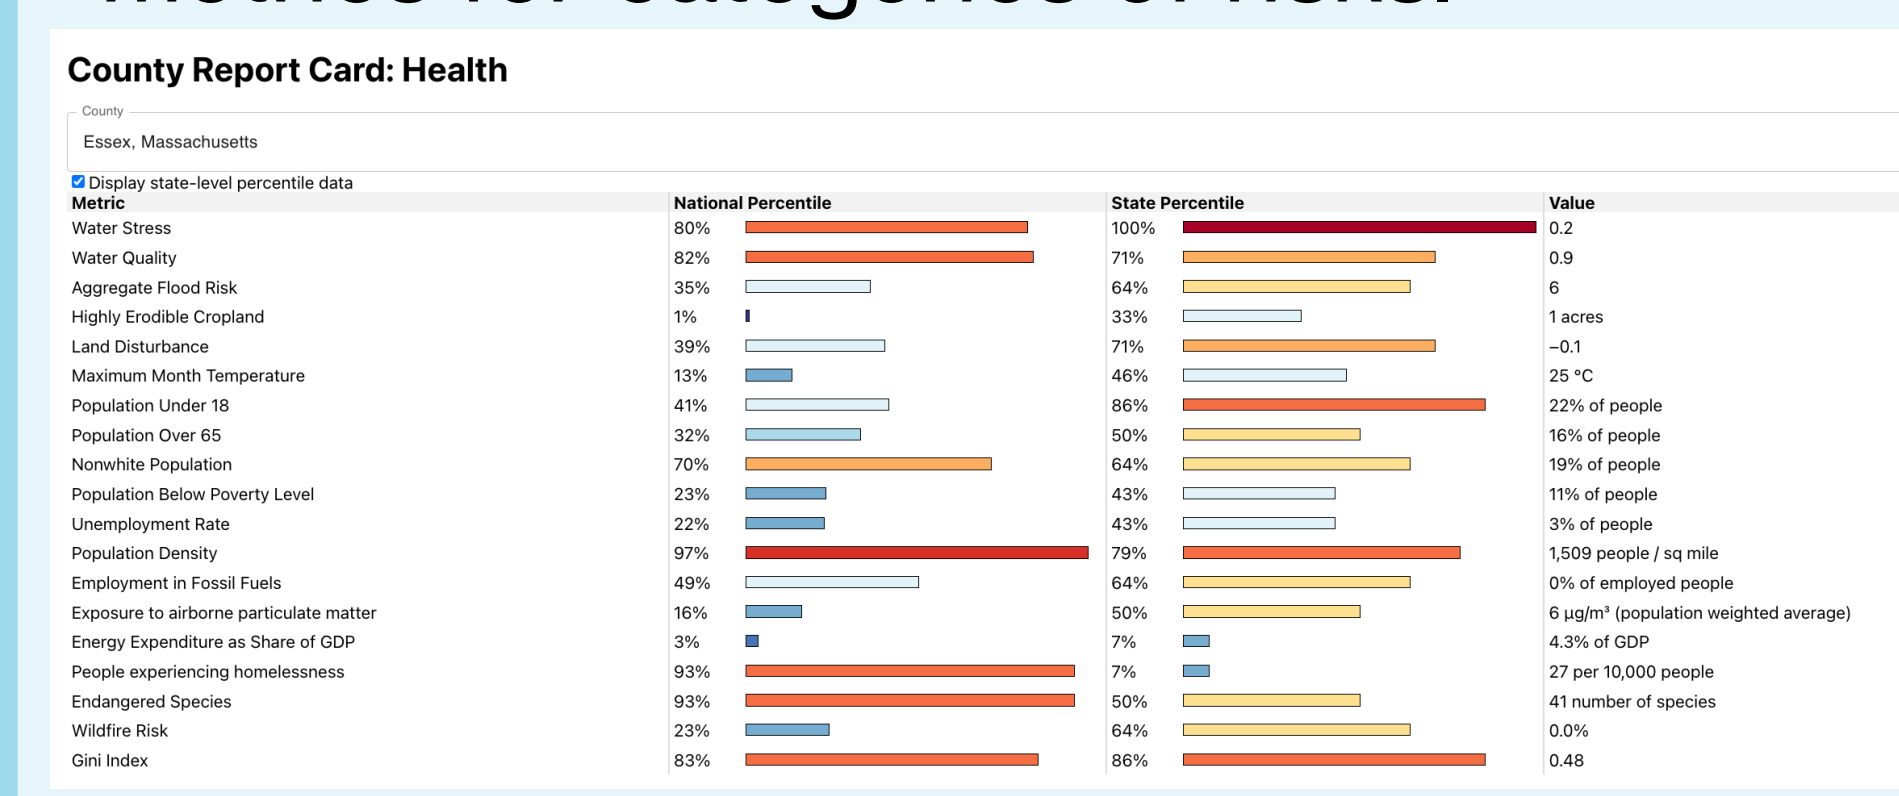 metrics for categories of risks.
County Report Card: Health
County
Essex, Massachusetts
Display state-level percentile data
Metric National Percentile State Percentile Value
Water Stress 80% 100% 0.2
Water Quality 82% 71% 0.9
Aggregate Flood Risk 35% 64% 6
Highly Erodible Cropland 1% 33% 1 acres
Land Disturbance 39% 71% −0.1
Maximum Month Temperature 13% 46% 25 °C
Population Under 18 41% 86% 22% of people
Population Over 65 32% 50% 16% of people
Nonwhite Population 70% 64% 19% of people
Population Below Poverty Level 23% 43% 11% of people
Unemployment Rate 22% 43% 3% of people
Population Density 97% 79% 1,509 people / sq mile
Employment in Fossil Fuels 49% 64% 0% of employed people
Exposure to airborne particulate matter 16% 50% 6 µg/m³ (population weighted average)
Energy Expenditure as Share of GDP 3% 7% 4.3% of GDP
People experiencing homelessness 93% 7% 27 per 10,000 people
Endangered Species 93% 50% 41 number of species
Wildfire Risk 23% 64% 0.0%
Gini Index 83% 86% 0.48